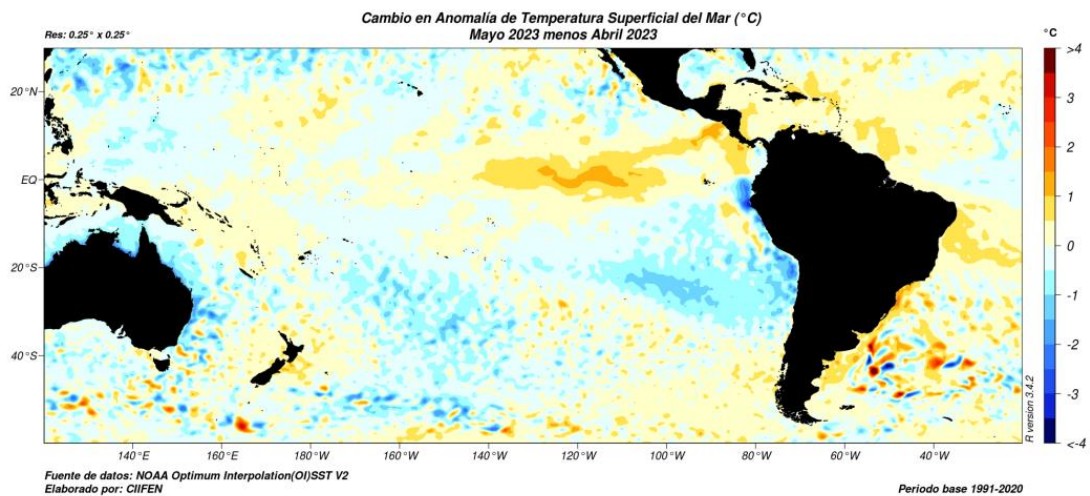 Cambio en Anomalía de Temperatura Superficial del Mar (°C)
Mayo 2023 menos Abril 2023
Res: 0.25° x 0.25°
°C
>4
3
2
1
0
-1
-2
-3
<-4
20°N
EQ
20°S
40°S
140°E
160°E
180°W
160°W
140°W
120°W
100°W
80°W
60°W
40°W
R version 3.4.2
Fuente de datos: NOAA Optimum Interpolation(OI)SST V2
Elaborado por: CIIFEN
Periodo base 1991-2020